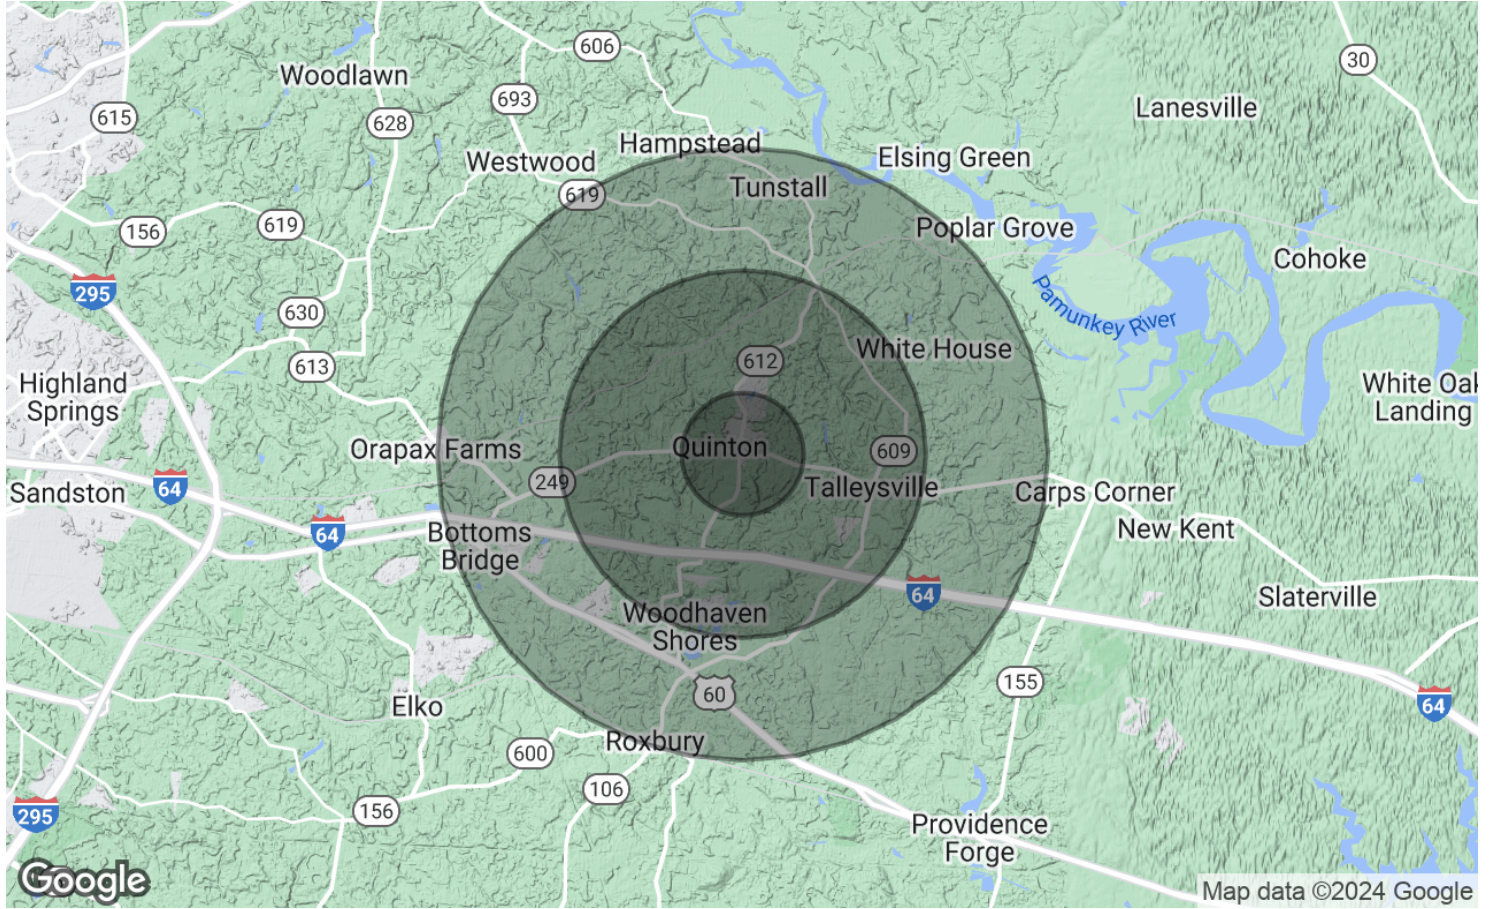 606
30
Woodlawn
693
Lanesville
615
628
Hampstead
Westwood
Elsing Green
Tunstall
619
619
156
Poplar Grove
Cohoke
295
Pamunkey River
630
White House
612
613
Highland
Springs
White Oak
Landing
Quinton
Orapax Farms
609
249
Talleysville
64
Sandston
Carps Corner
New Kent
64
Bottoms
Bridge
64
Slaterville
Woodhaven
Shores
155
60
64
Elko
Roxbury
600
106
156
295
Providence
Forge
Google
Map data ©2024 Google